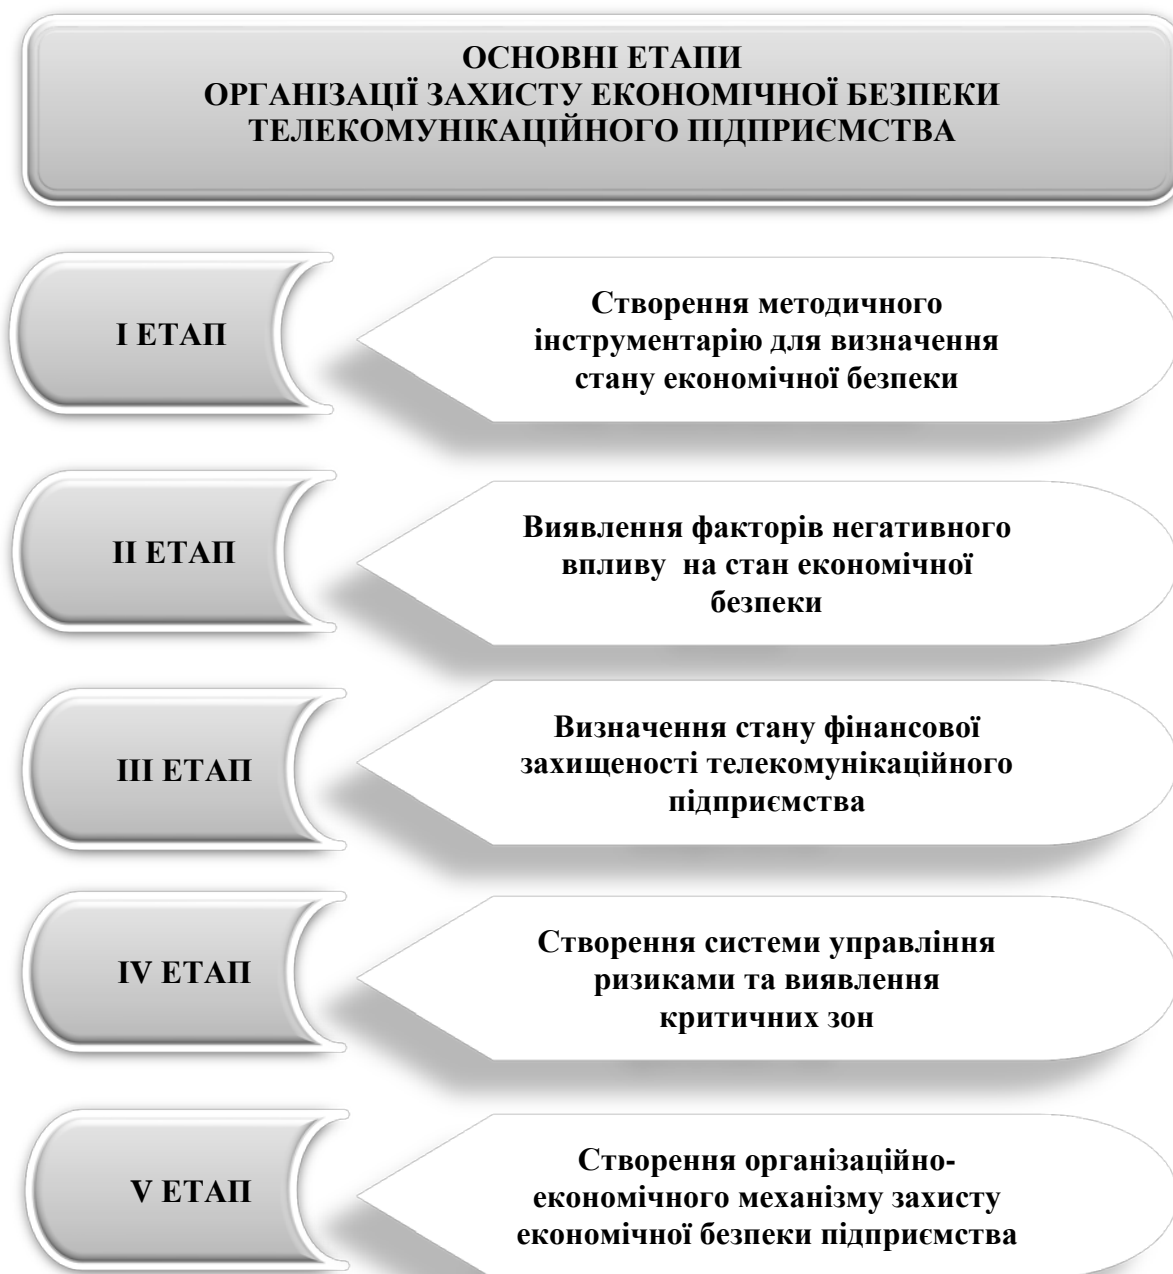 ОСНОВНІ ЕТАПИ
ОРГАНІЗАЦІЇ ЗАХИСТУ ЕКОНОМІЧНОЇ БЕЗПЕКИ
ТЕЛЕКОМУНІКАЦІЙНОГО ПІДПРИЄМСТВА
І ЕТАП
Створення методичного
інструментарію для визначення
стану економічної безпеки
ІІ ЕТАП
Виявлення факторів негативного
впливу на стан економічної
безпеки
ІІІ ЕТАП
Визначення стану фінансової
захищеності телекомунікаційного
підприємства
IV ЕТАП
Створення системи управління
ризиками та виявлення
критичних зон
V ЕТАП
Створення організаційно-
економічного механізму захисту
економічної безпеки підприємства